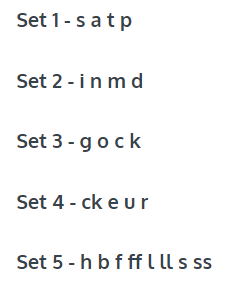 Set 1 - s a t p
Set 2 - i n m d
Set 3 - g o c k
Set 4 - ck e u r
Set 5 - h b f ff l ll s ss